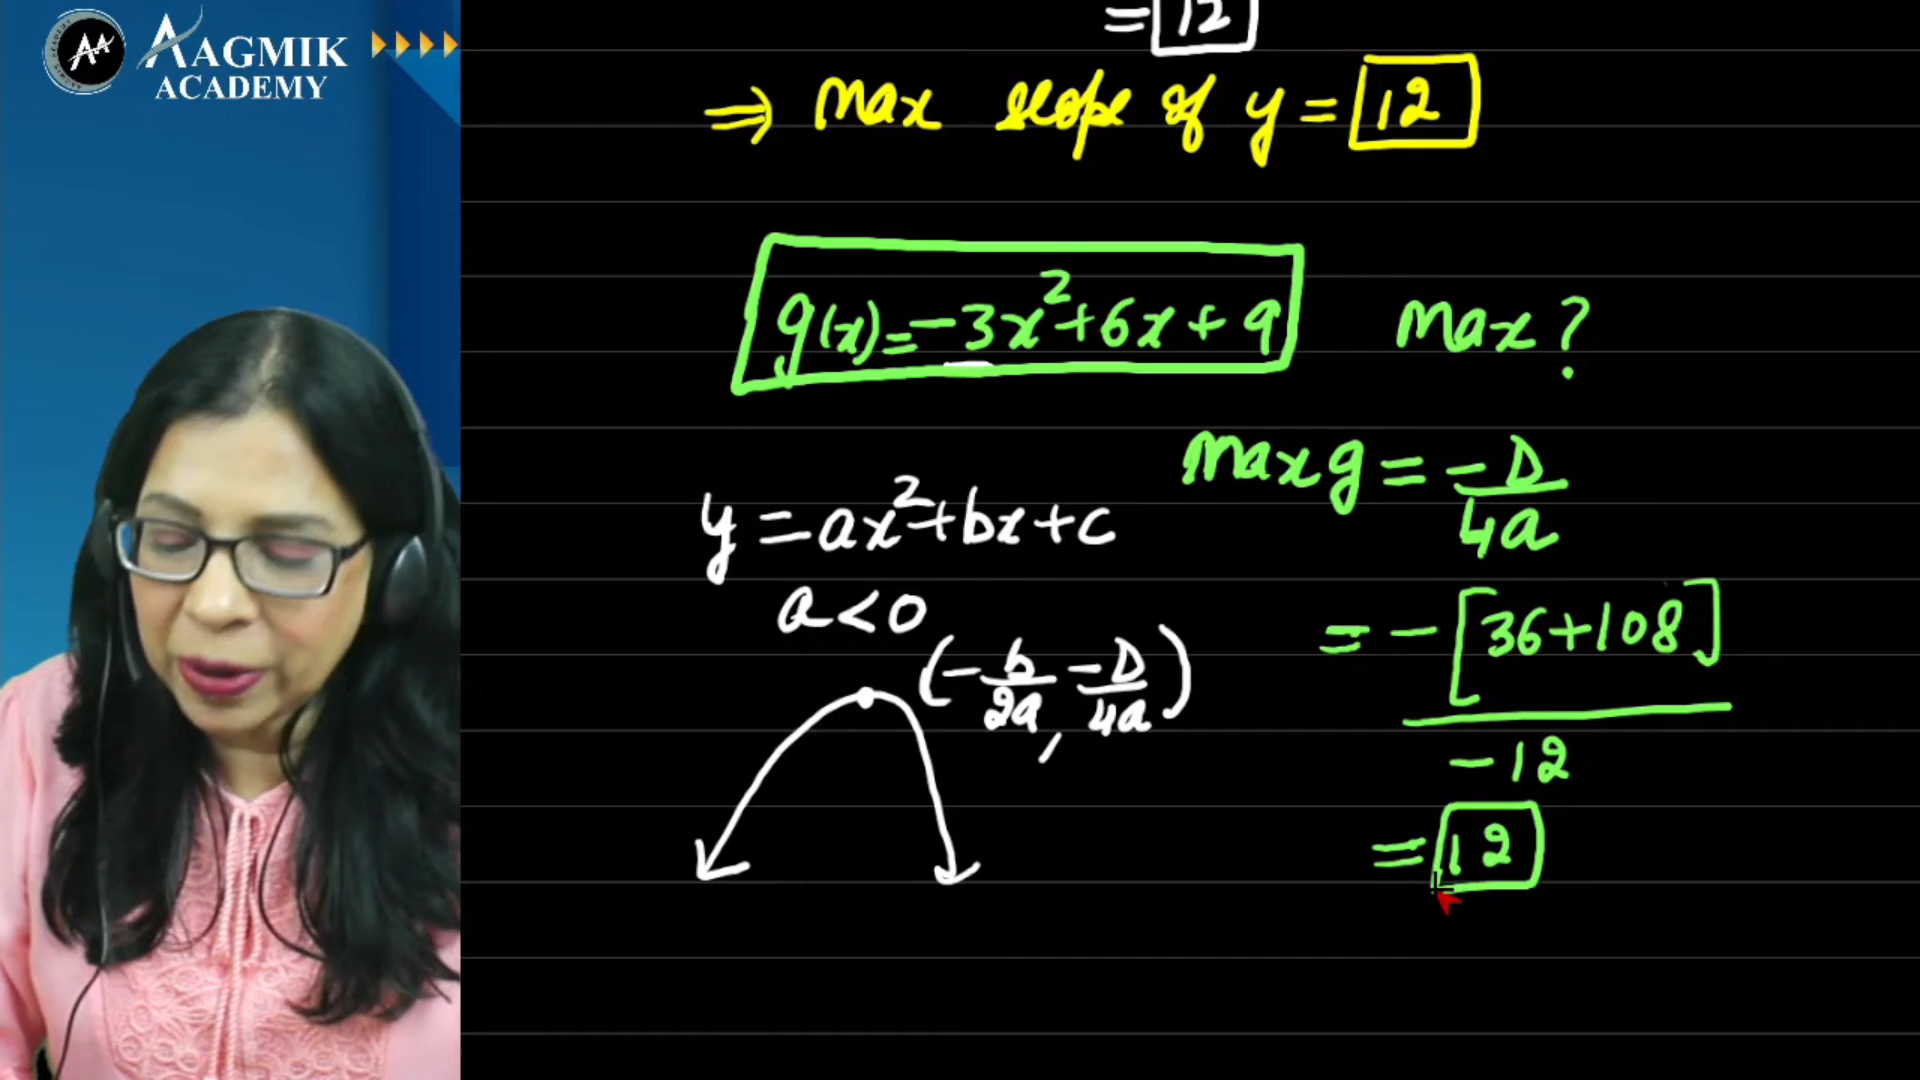 AAGMIK
ACADEMY
= 12
⇒ Max slope of y = 12
g(x) = -3x²+6x+9 Max?
Max g = -D/4a
y = ax²+bx+c
a<0
(-b/2a, -D/4a)
= -[36+108]/-12
= 12